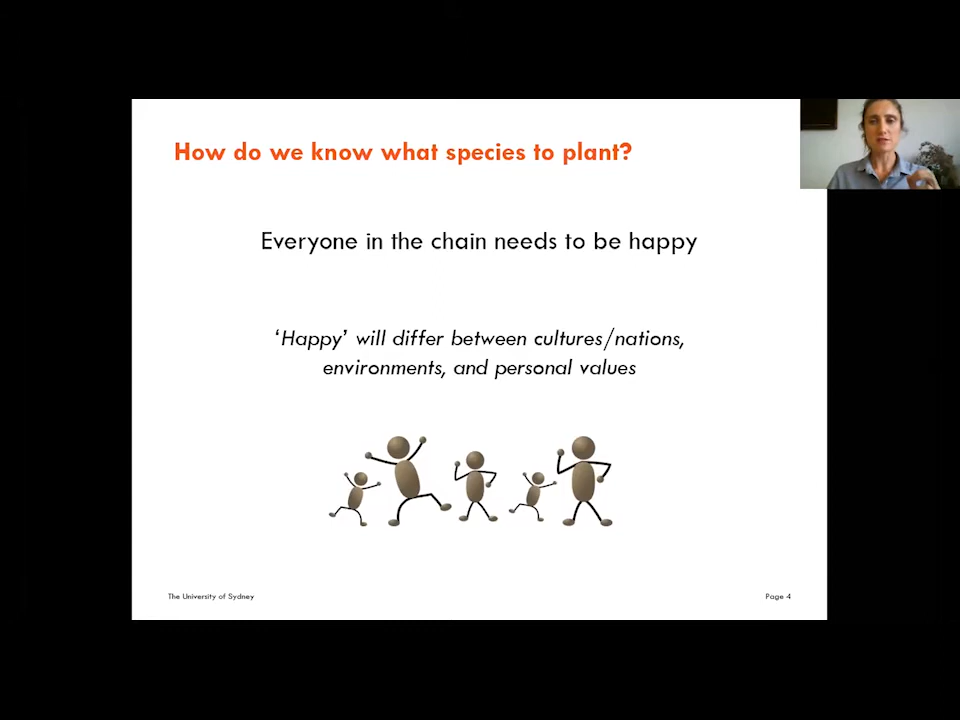 How do we know what species to plant?
Everyone in the chain needs to be happy
‘Happy’ will differ between cultures/nations,
environments, and personal values
The University of Sydney
Page 4